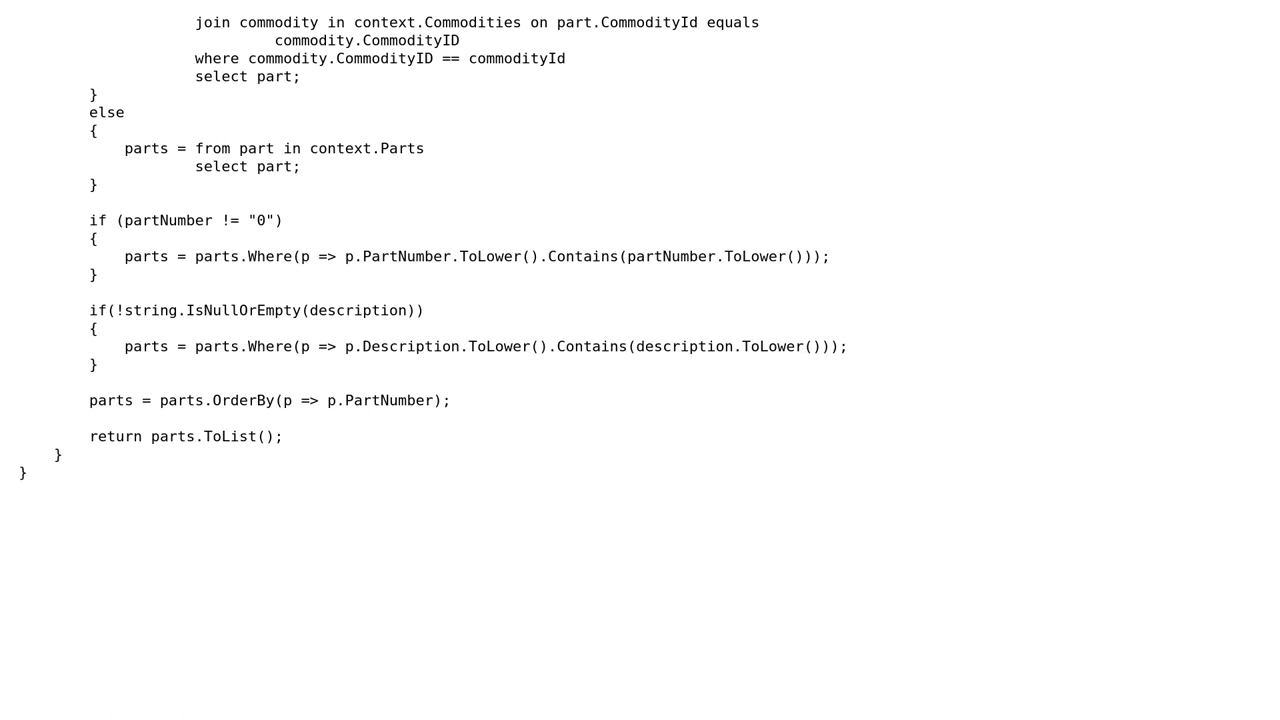 join commodity in context.Commodities on part.CommodityId equals
                             commodity.CommodityID
                    where commodity.CommodityID == commodityId
                    select part;
        }
        else
        {
            parts = from part in context.Parts
                    select part;
        }

        if (partNumber != "0")
        {
            parts = parts.Where(p => p.PartNumber.ToLower().Contains(partNumber.ToLower()));
        }

        if(!string.IsNullOrEmpty(description))
        {
            parts = parts.Where(p => p.Description.ToLower().Contains(description.ToLower()));
        }

        parts = parts.OrderBy(p => p.PartNumber);

        return parts.ToList();
    }
}